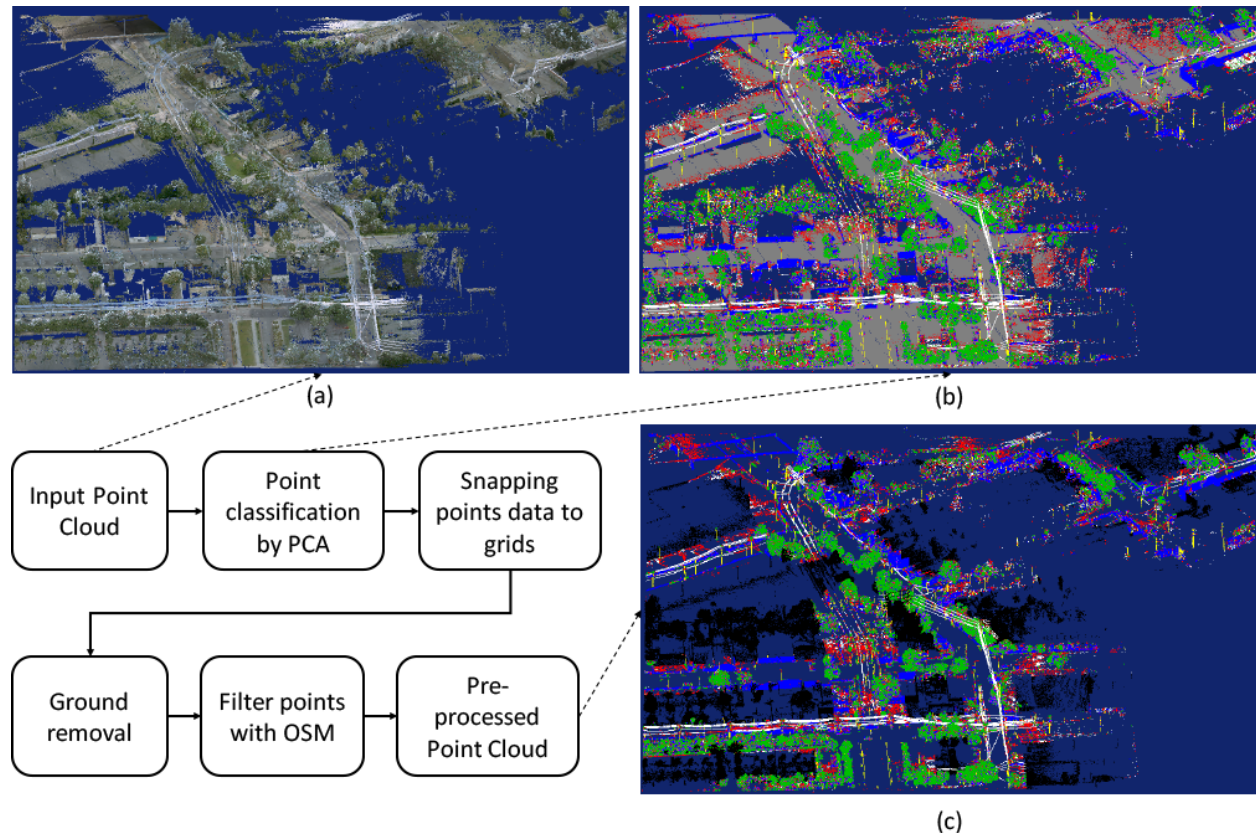 (a)
(b)
Input Point
Cloud
Point
classification
by PCA
Snapping
points data to
grids
Ground
removal
Filter points
with OSM
Pre-
processed
Point Cloud
(c)